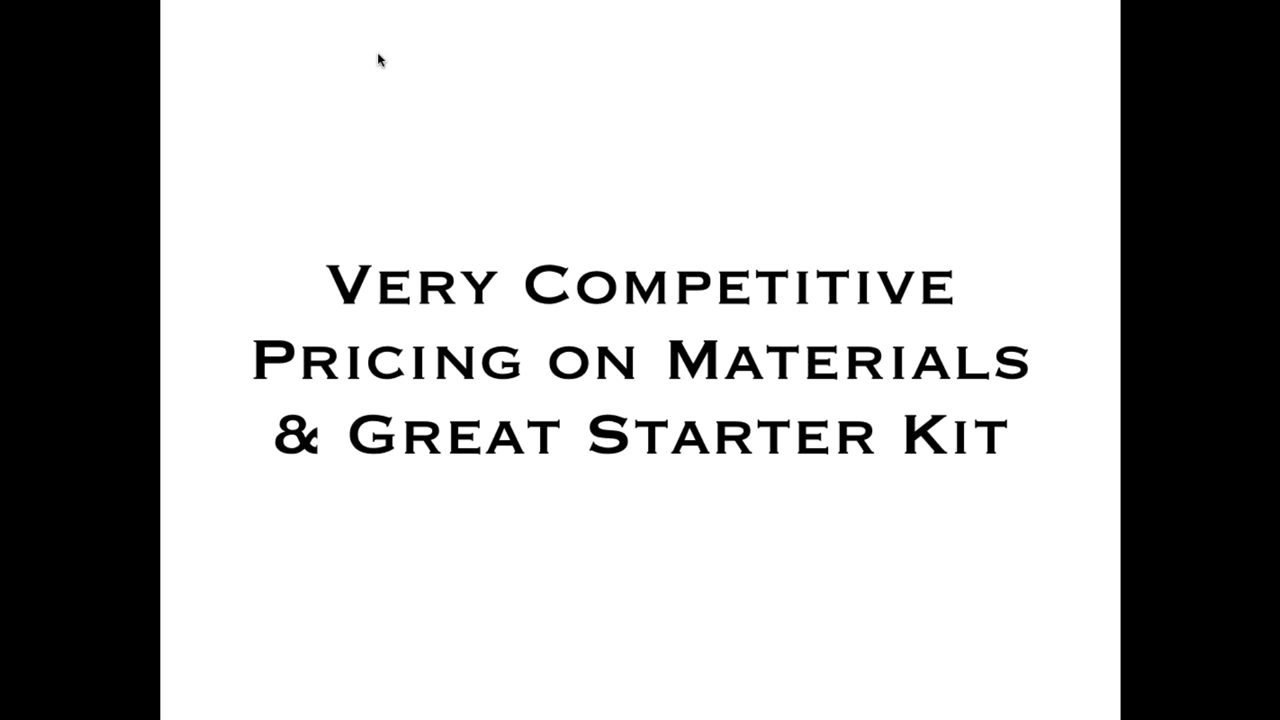 Very Competitive
Pricing on Materials
& Great Starter Kit